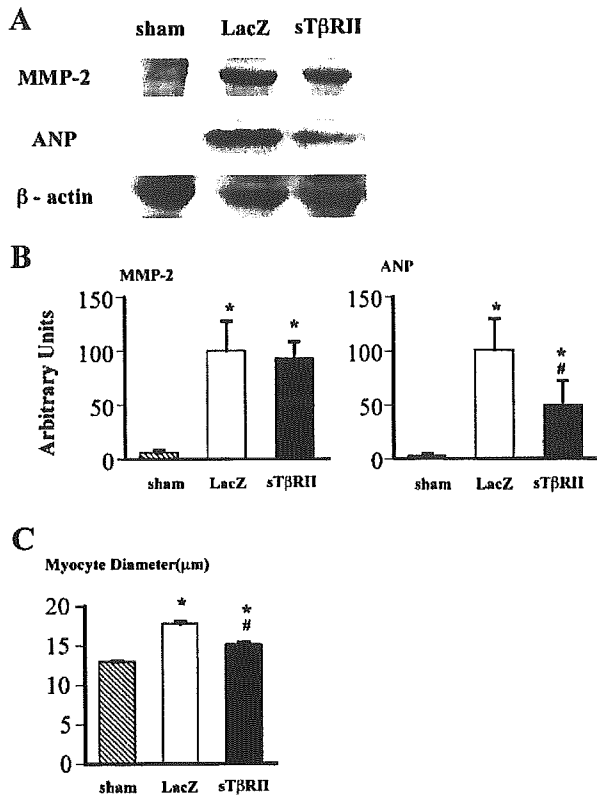 A
sham LacZ sTβRII
MMP-2
ANP
β - actin
B
MMP-2
ANP
Arbitrary Units
150
100
50
0
150
100
50
0
*
*
*
*
#
sham LacZ sTβRII
sham LacZ sTβRII
C
Myocyte Diameter(μm)
20
15
10
5
0
*
*
#
sham LacZ sTβRII